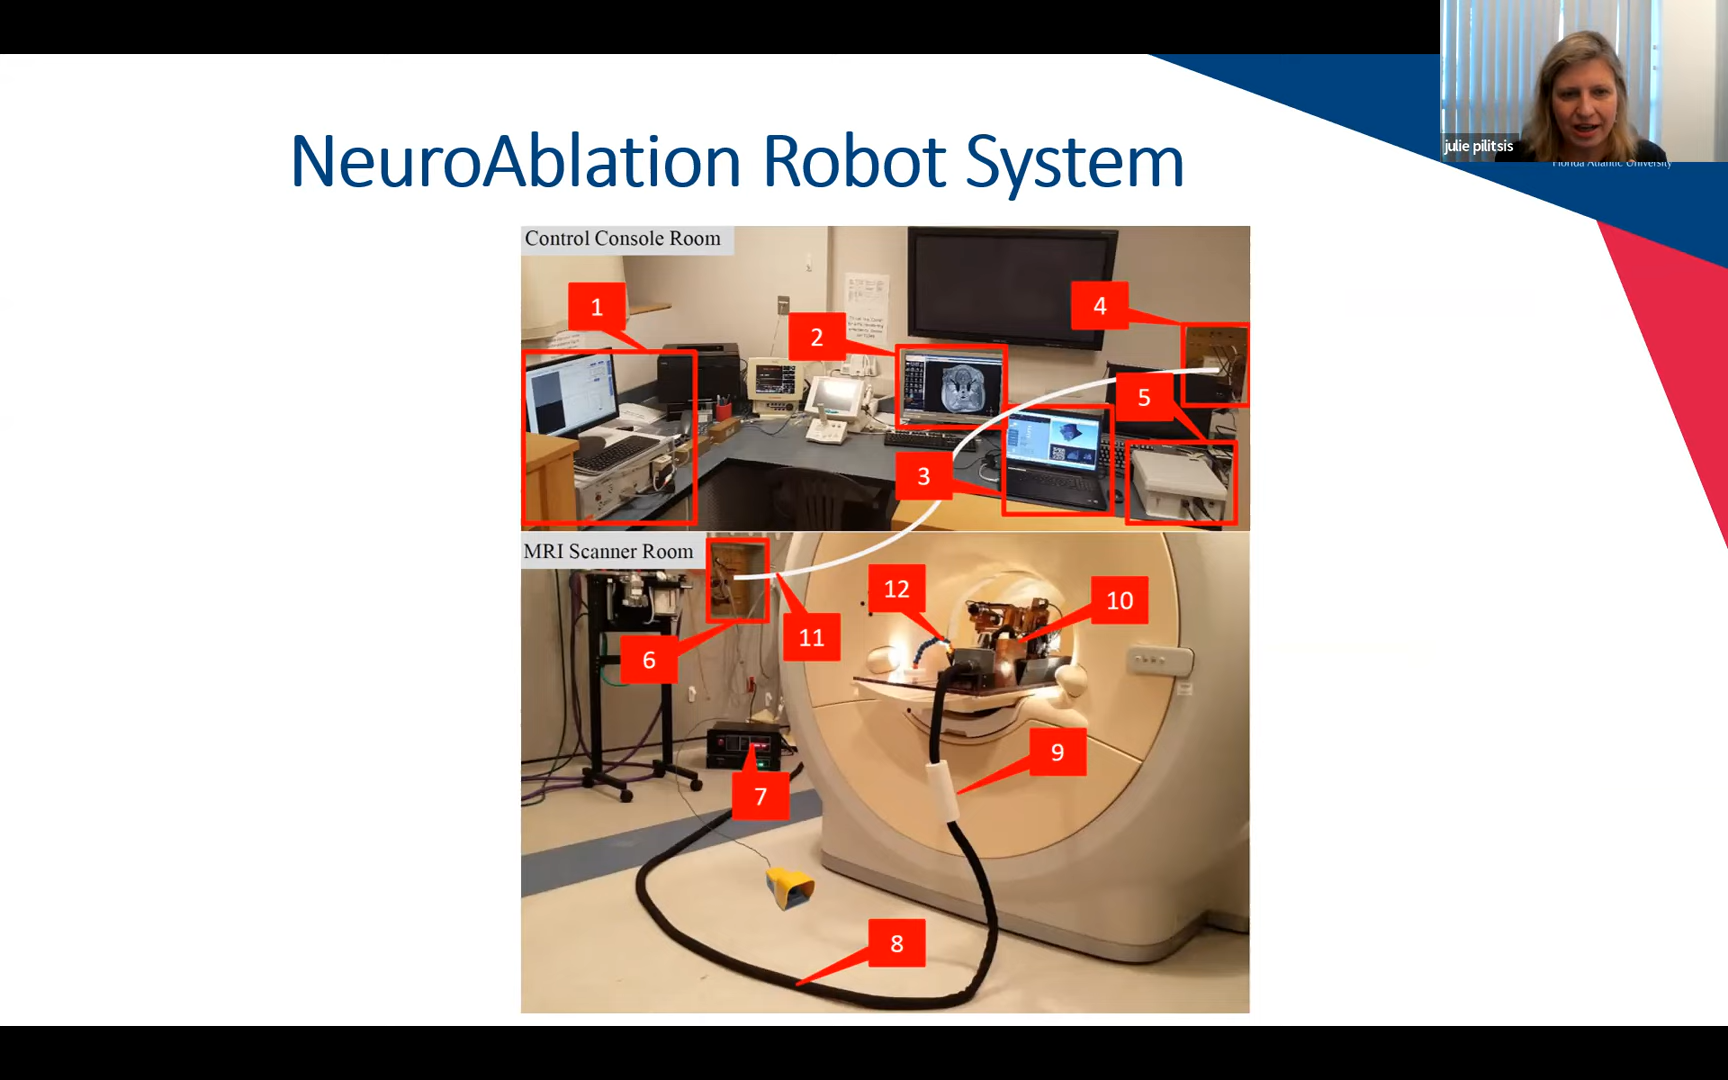 julie pilitsis
Florida Atlantic University
NeuroAblation Robot System
Control Console Room
1
2
4
5
3
MRI Scanner Room
12
10
11
6
9
7
8